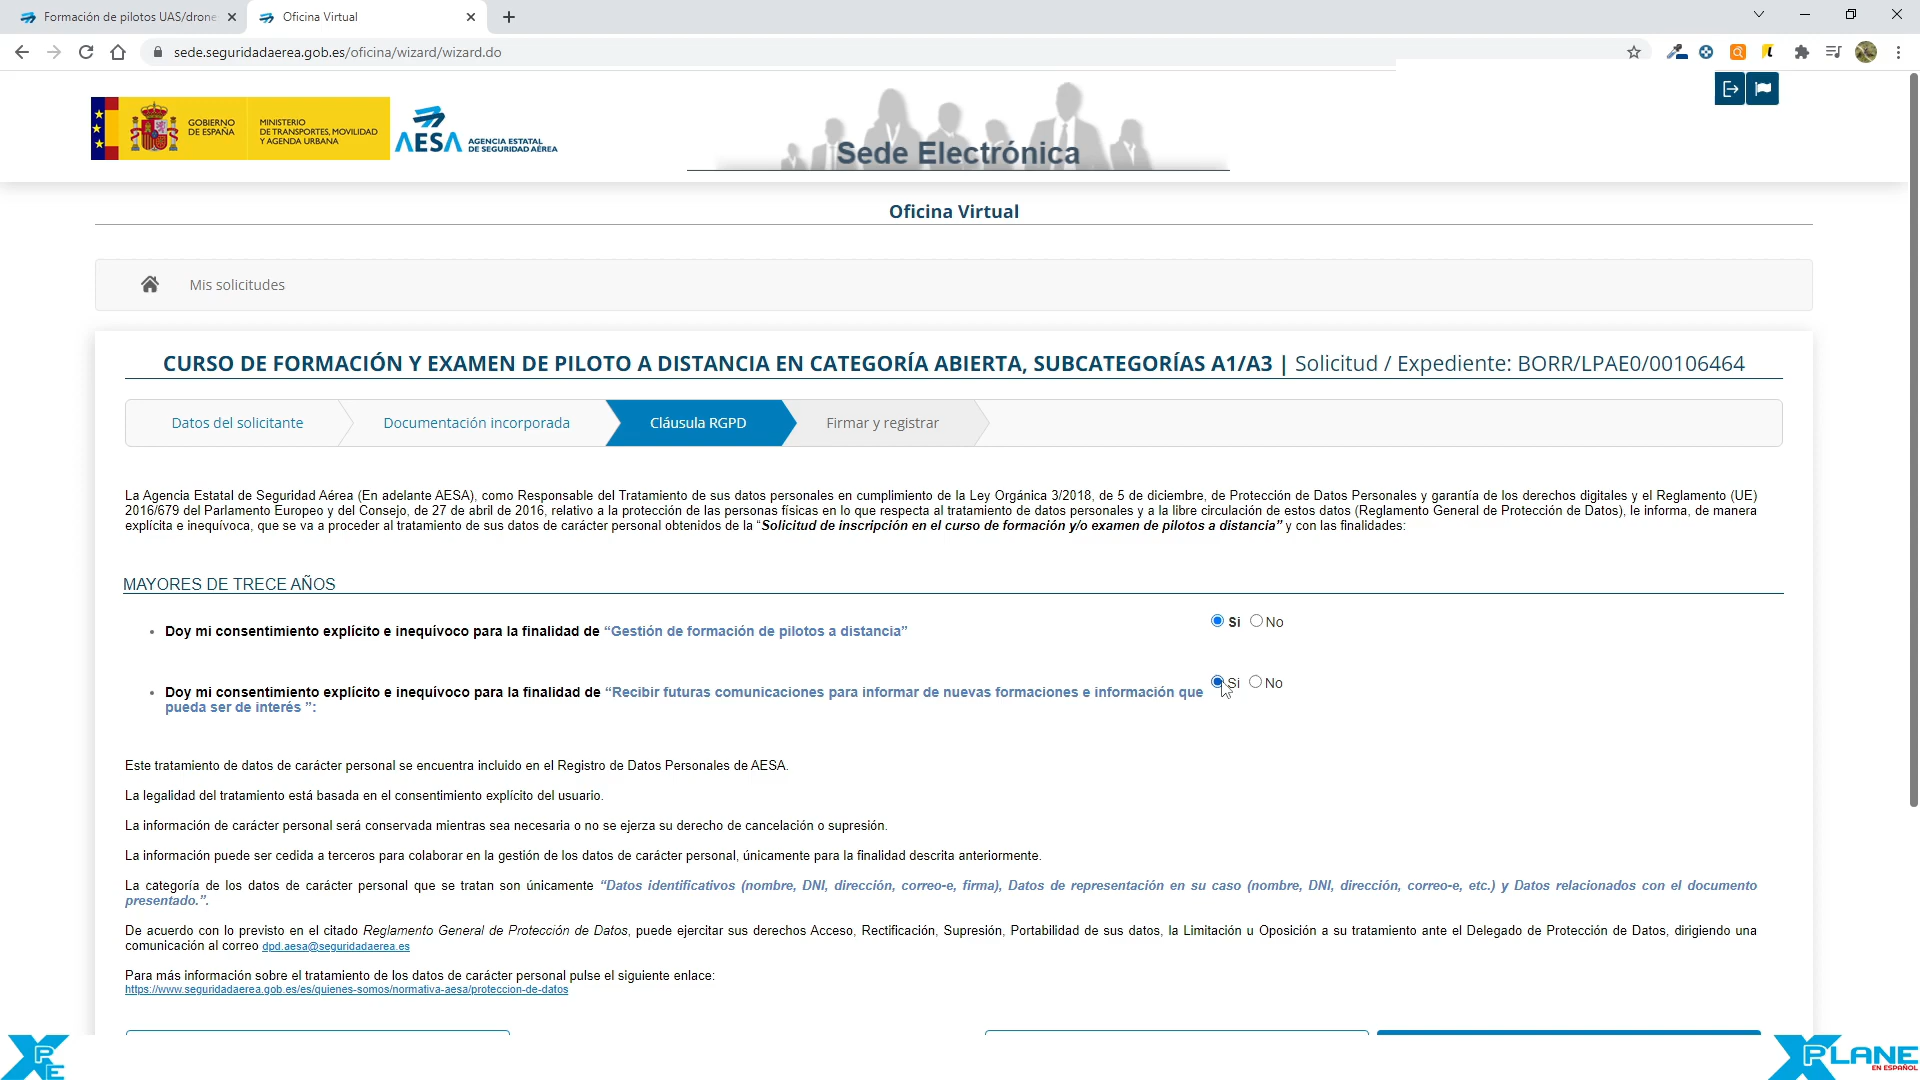 Formación de pilotos UAS/drone
Oficina Virtual
sede.seguridadaerea.gob.es/oficina/wizard/wizard.do
GOBIERNO
DE ESPAÑA
MINISTERIO
DE TRANSPORTES, MOVILIDAD
Y AGENDA URBANA
AESA
AGENCIA ESTATAL
DE SEGURIDAD AÉREA
Sede Electrónica
Oficina Virtual
Mis solicitudes
CURSO DE FORMACIÓN Y EXAMEN DE PILOTO A DISTANCIA EN CATEGORÍA ABIERTA, SUBCATEGORÍAS A1/A3 | Solicitud / Expediente: BORR/LPAE0/00106464
Datos del solicitante
Documentación incorporada
Cláusula RGPD
Firmar y registrar
La Agencia Estatal de Seguridad Aérea (En adelante AESA), como Responsable del Tratamiento de sus datos personales en cumplimiento de la Ley Orgánica 3/2018, de 5 de diciembre, de Protección de Datos Personales y garantía de los derechos digitales y el Reglamento (UE)
2016/679 del Parlamento Europeo y del Consejo, de 27 de abril de 2016, relativo a la protección de las personas físicas en lo que respecta al tratamiento de datos personales y a la libre circulación de estos datos (Reglamento General de Protección de Datos), le informa, de manera
explícita e inequívoca, que se va a proceder al tratamiento de sus datos de carácter personal obtenidos de la “Solicitud de inscripción en el curso de formación y/o examen de pilotos a distancia” y con las finalidades:
MAYORES DE TRECE AÑOS
• Doy mi consentimiento explícito e inequívoco para la finalidad de “Gestión de formación de pilotos a distancia”
Si No
• Doy mi consentimiento explícito e inequívoco para la finalidad de “Recibir futuras comunicaciones para informar de nuevas formaciones e información que
pueda ser de interés ”:
Si No
Este tratamiento de datos de carácter personal se encuentra incluido en el Registro de Datos Personales de AESA.
La legalidad del tratamiento está basada en el consentimiento explícito del usuario.
La información de carácter personal será conservada mientras sea necesaria o no se ejerza su derecho de cancelación o supresión.
La información puede ser cedida a terceros para colaborar en la gestión de los datos de carácter personal, únicamente para la finalidad descrita anteriormente.
La categoría de los datos de carácter personal que se tratan son únicamente “Datos identificativos (nombre, DNI, dirección, correo-e, firma), Datos de representación en su caso (nombre, DNI, dirección, correo-e, etc.) y Datos relacionados con el documento
presentado.”.
De acuerdo con lo previsto en el citado Reglamento General de Protección de Datos, puede ejercitar sus derechos Acceso, Rectificación, Supresión, Portabilidad de sus datos, la Limitación u Oposición a su tratamiento ante el Delegado de Protección de Datos, dirigiendo una
comunicación al correo dpd.aesa@seguridadaerea.es
Para más información sobre el tratamiento de los datos de carácter personal pulse el siguiente enlace:
https://www.seguridadaerea.gob.es/es/quienes-somos/normativa-aesa/proteccion-de-datos
XPE
XPLANE
EN ESPAÑOL